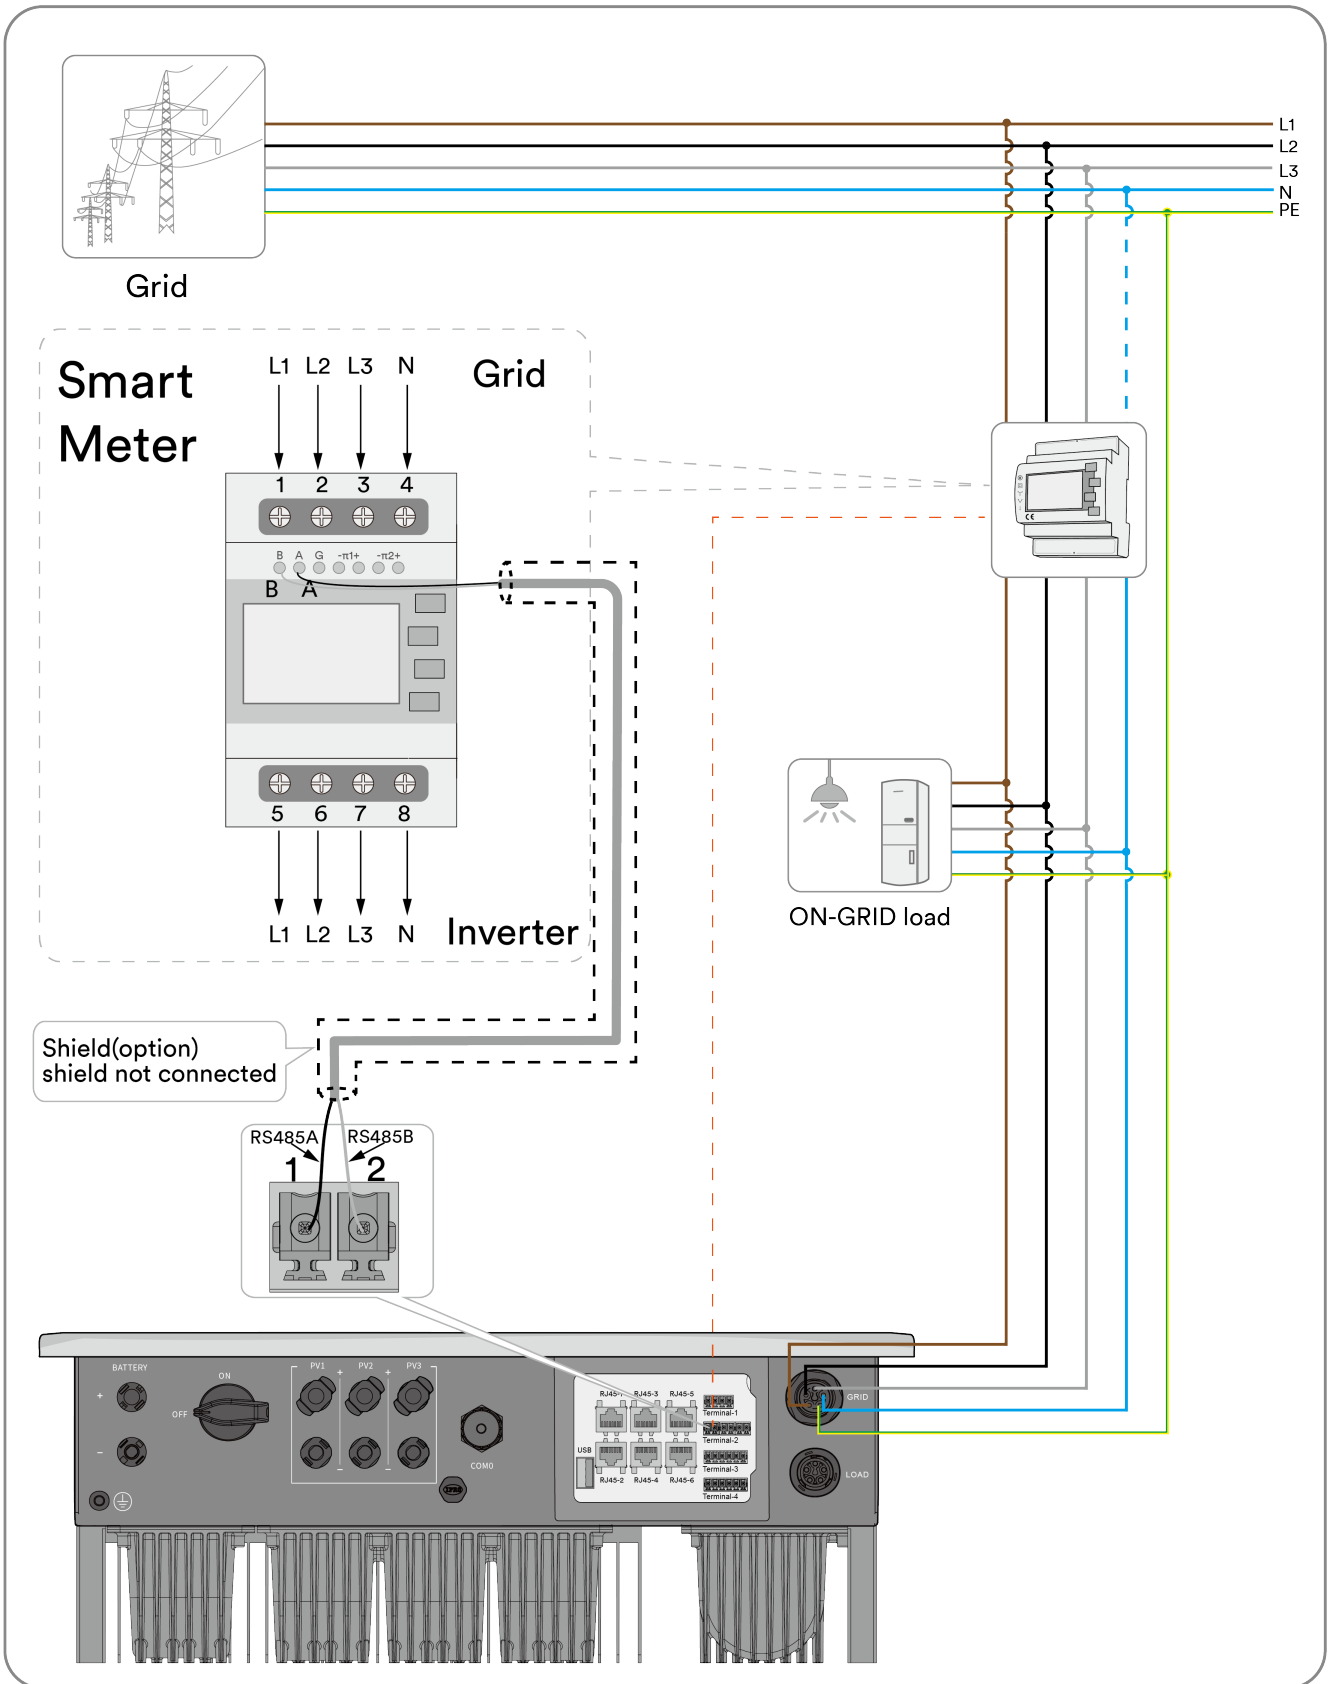 L1
L2
L3
N
PE
Grid
Smart
Meter
L1 L2 L3 N
Grid
1 2 3 4
B A G -π1+ -π2+
B A
5 6 7 8
L1 L2 L3 N
Inverter
CE
ON-GRID load
Shield(option)
shield not connected
RS485A RS485B
1 2
BATTERY
+
−
ON
OFF
PV1 + PV2 + PV3
− −
COM0
RJ45-1 RJ45-3 RJ45-5
USB
RJ45-2 RJ45-4 RJ45-6
Terminal-1
Terminal-2
Terminal-3
Terminal-4
GRID
LOAD